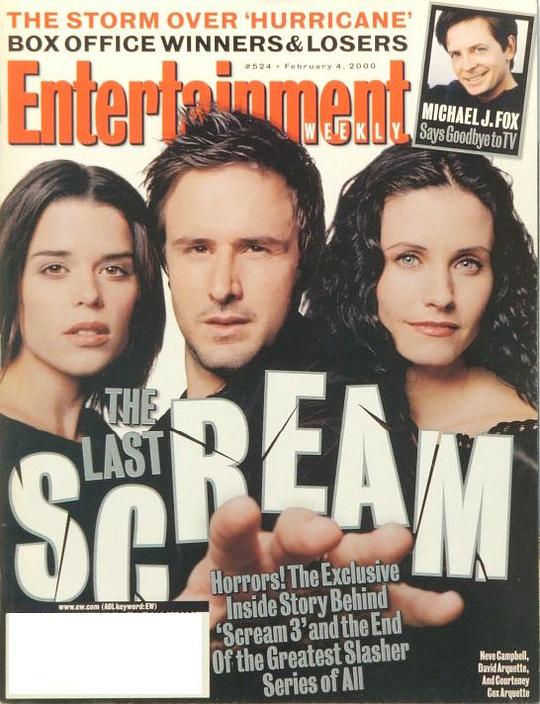 THE STORM OVER 'HURRICANE'
BOX OFFICE WINNERS & LOSERS
#524 • February 4, 2000
Entertainment
WEEKLY
MICHAEL J. FOX
Says Goodbye to TV
THE
LAST
SCREAM
Horrors! The Exclusive
Inside Story Behind
'Scream 3' and the End
Of the Greatest Slasher
Series of All
www.ew.com (AOL keyword: EW)
Neve Campbell,
David Arquette,
And Courteney
Cox Arquette